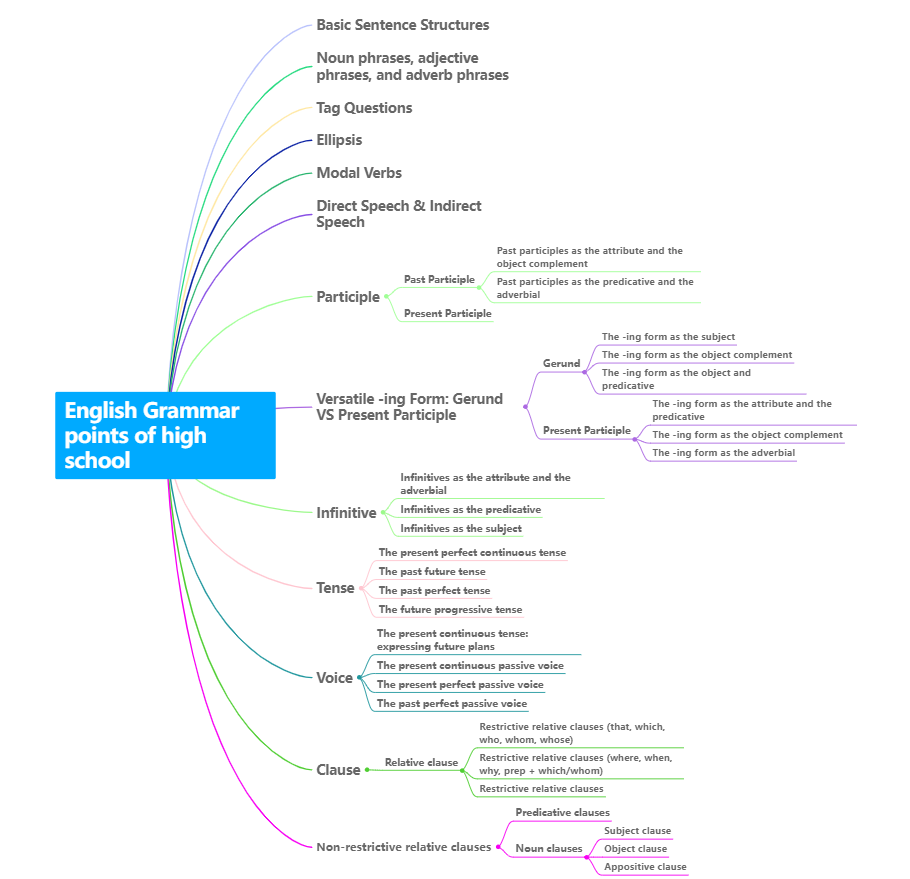 Basic Sentence Structures
Noun phrases, adjective
phrases, and adverb phrases
Tag Questions
Ellipsis
Modal Verbs
Direct Speech & Indirect
Speech
Participle
Past Participle
Past participles as the attribute and the
object complement
Past participles as the predicative and the
adverbial
Present Participle
English Grammar
points of high
school
Versatile -ing Form: Gerund
VS Present Participle
Gerund
The -ing form as the subject
The -ing form as the object complement
The -ing form as the object and
predicative
Present Participle
The -ing form as the attribute and the
predicative
The -ing form as the object complement
The -ing form as the adverbial
Infinitive
Infinitives as the attribute and the
adverbial
Infinitives as the predicative
Infinitives as the subject
Tense
The present perfect continuous tense
The past future tense
The past perfect tense
The future progressive tense
Voice
The present continuous tense:
expressing future plans
The present continuous passive voice
The present perfect passive voice
The past perfect passive voice
Clause
Relative clause
Restrictive relative clauses (that, which,
who, whom, whose)
Restrictive relative clauses (where, when,
why, prep + which/whom)
Restrictive relative clauses
Non-restrictive relative clauses
Predicative clauses
Noun clauses
Subject clause
Object clause
Appositive clause